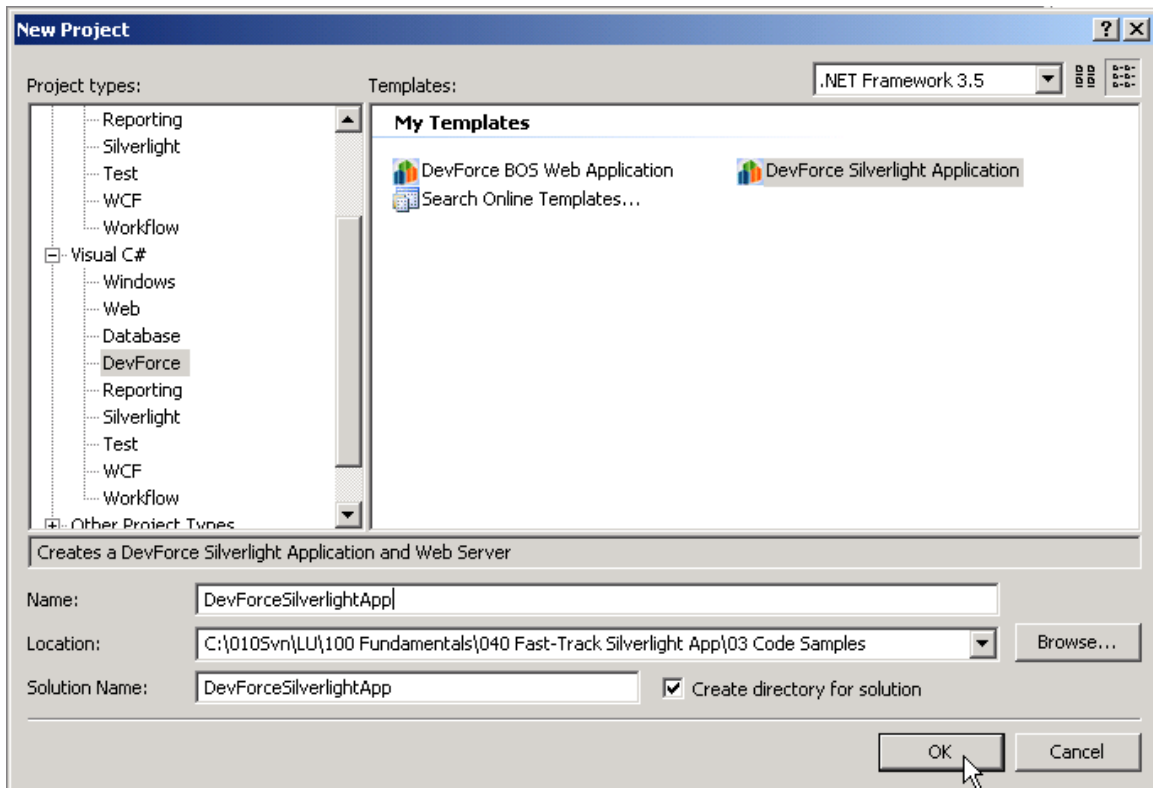 New Project
Project types:
Templates:
.NET Framework 3.5
Reporting
Silverlight
Test
WCF
Workflow
Visual C#
Windows
Web
Database
DevForce
Reporting
Silverlight
Test
WCF
Workflow
Other Project Types
My Templates
DevForce BOS Web Application
DevForce Silverlight Application
Search Online Templates...
Creates a DevForce Silverlight Application and Web Server
Name:
DevForceSilverlightApp
Location:
C:\010Svn\LU\100 Fundamentals\040 Fast-Track Silverlight App\03 Code Samples
Browse...
Solution Name:
DevForceSilverlightApp
Create directory for solution
OK
Cancel